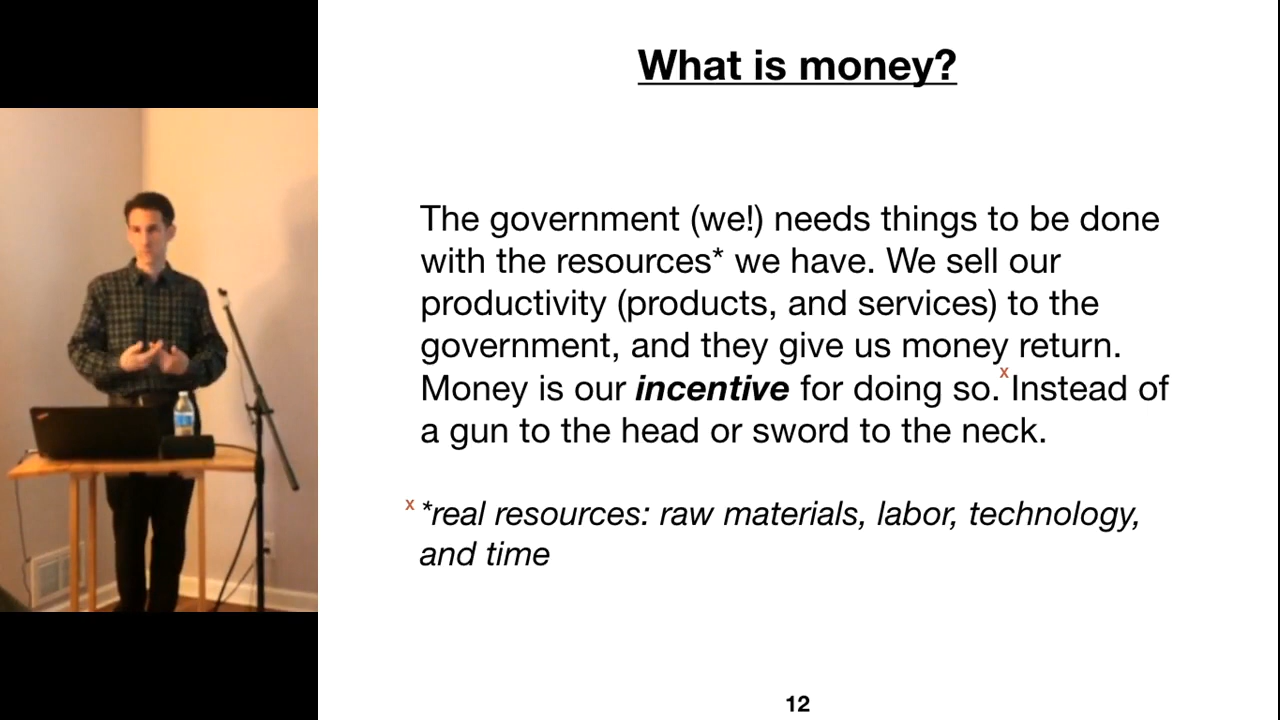 What is money?
The government (we!) needs things to be done
with the resources* we have. We sell our
productivity (products, and services) to the
government, and they give us money return.
Money is our incentive for doing so.x Instead of
a gun to the head or sword to the neck.
x *real resources: raw materials, labor, technology,
and time
12